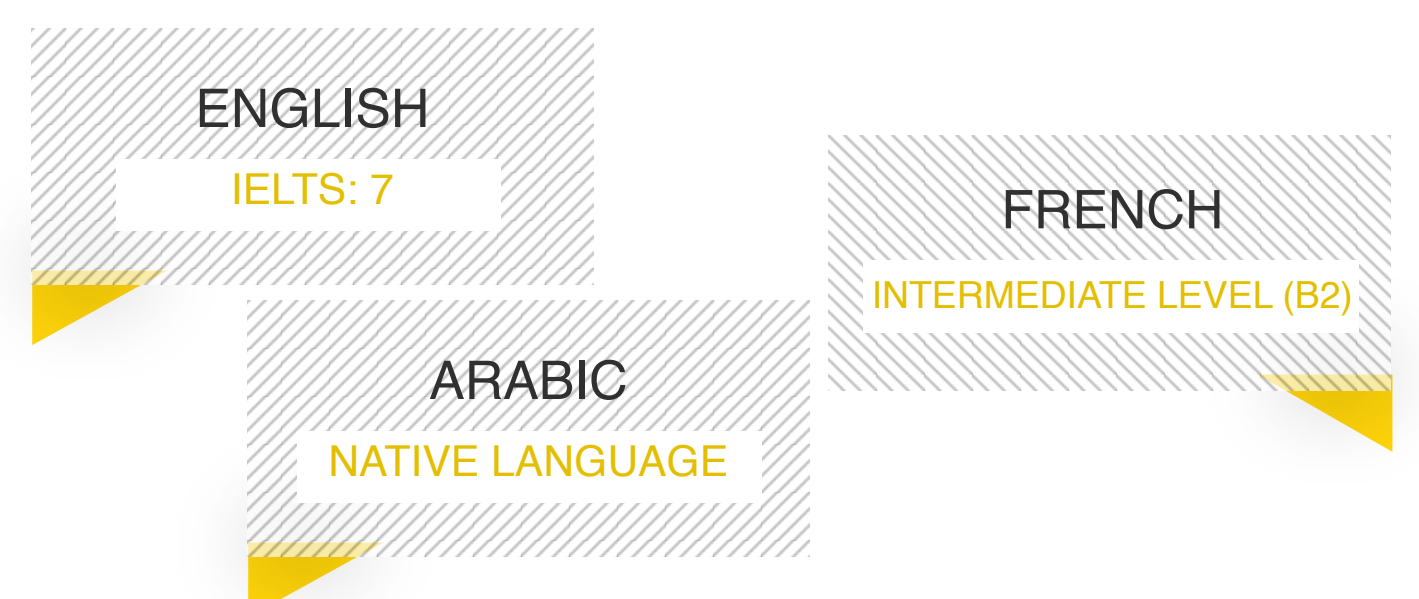 ENGLISH
IELTS: 7
FRENCH
INTERMEDIATE LEVEL (B2)
ARABIC
NATIVE LANGUAGE